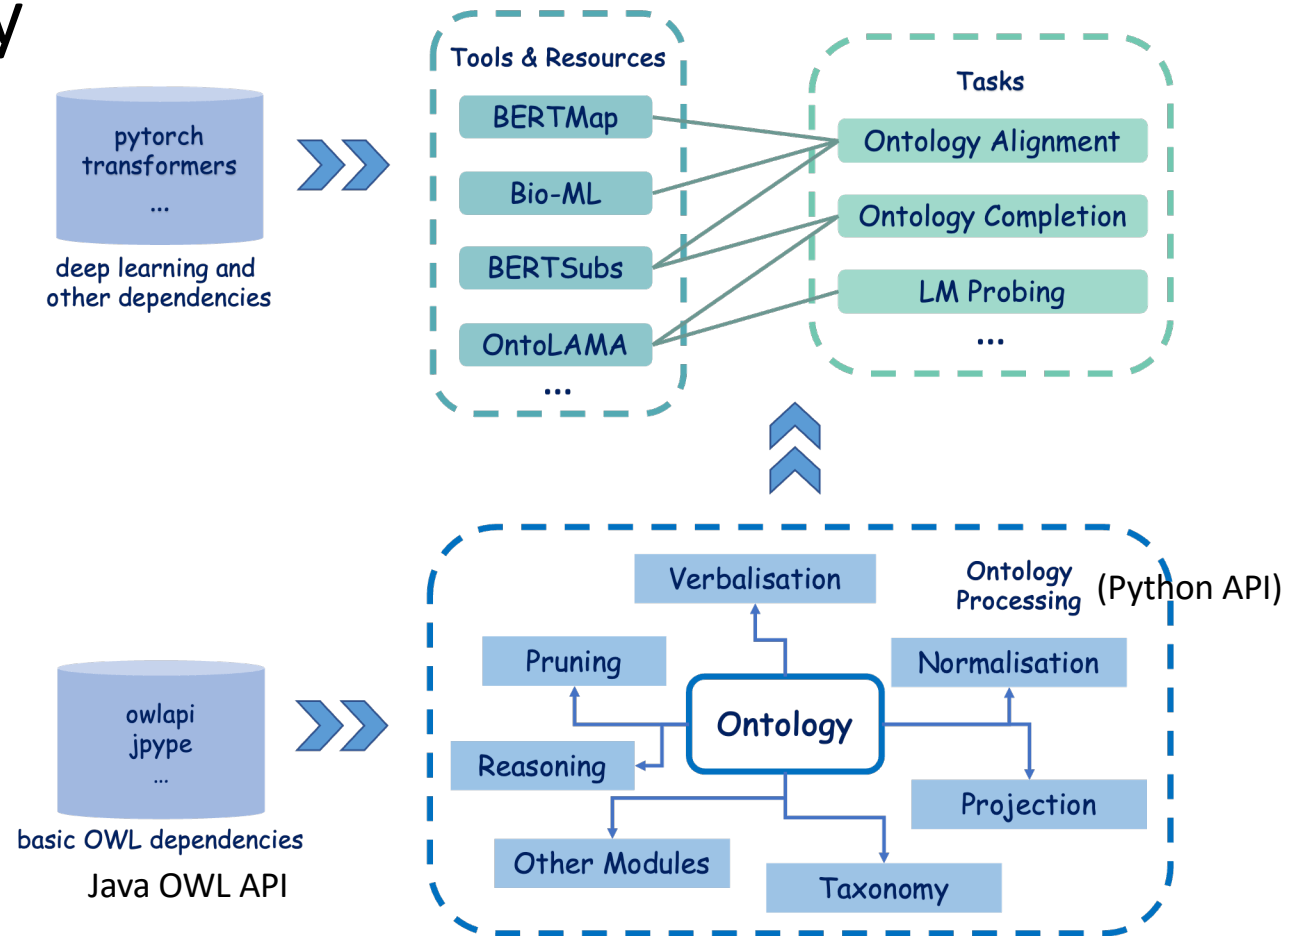 y
Tools & Resources
BERTMap
Bio-ML
BERTSubs
OntoLAMA
...
Tasks
Ontology Alignment
Ontology Completion
LM Probing
...
pytorch
transformers
...
deep learning and
other dependencies
Ontology
Processing
(Python API)
Verbalisation
Pruning
Normalisation
Ontology
Reasoning
Projection
Other Modules
Taxonomy
owlapi
jpype
...
basic OWL dependencies
Java OWL API